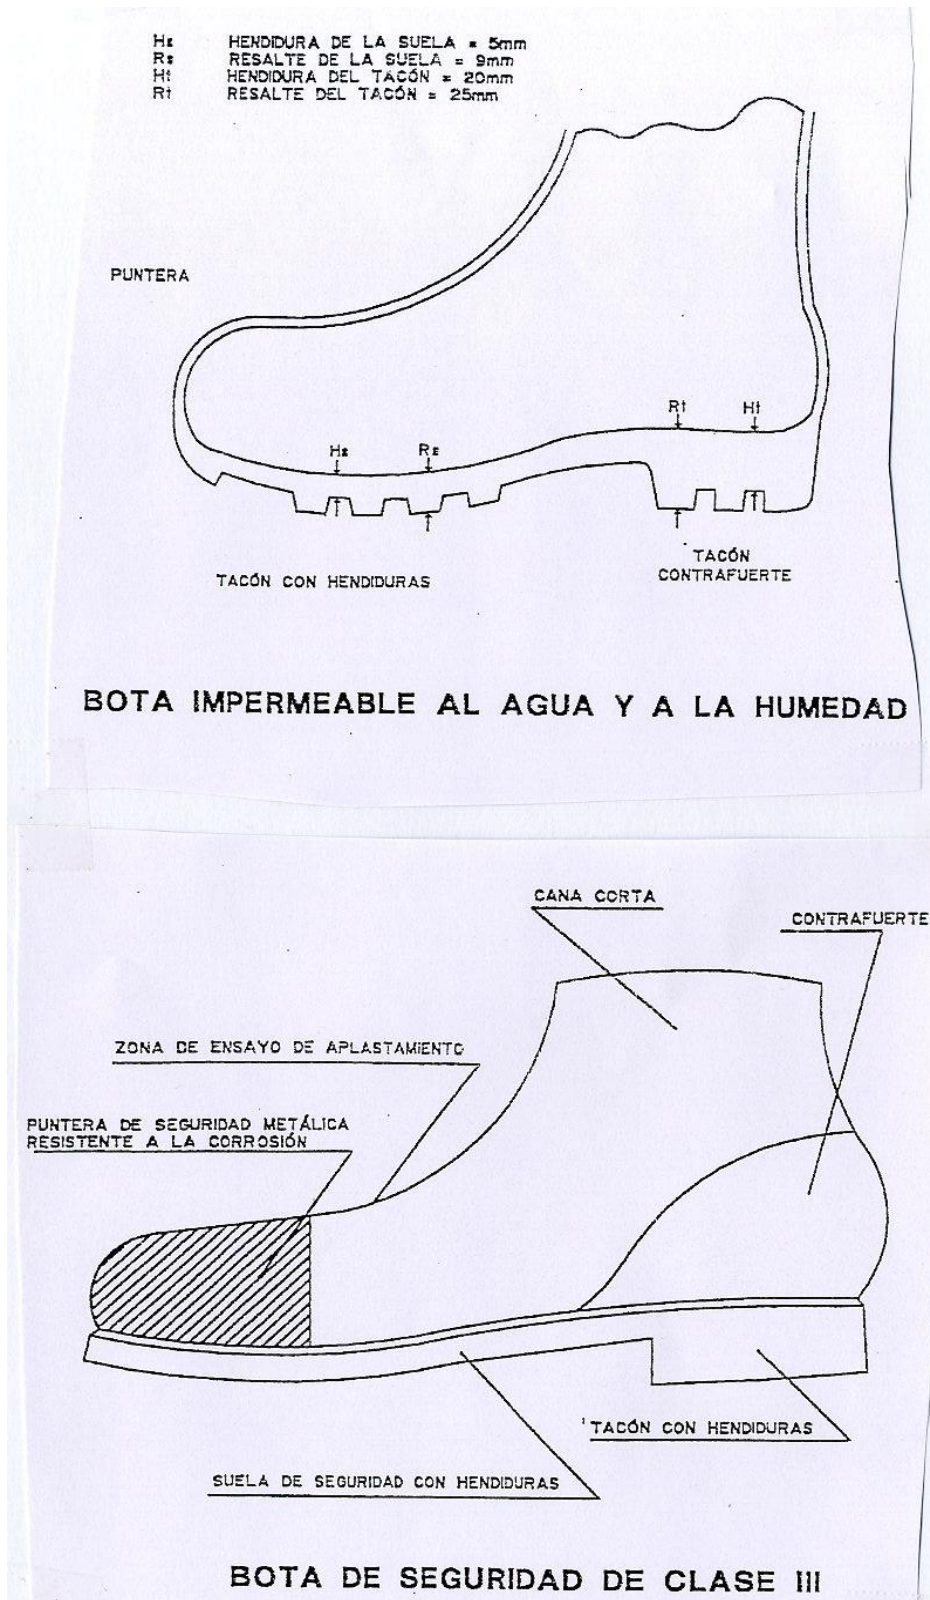 Hs HENDIDURA DE LA SUELA = 5mm
Rs RESALTE DE LA SUELA = 9mm
Ht HENDIDURA DEL TACÓN = 20mm
Rt RESALTE DEL TACÓN = 25mm
PUNTERA
Rt Ht
Hs Rs
TACÓN CON HENDIDURAS
TACÓN
CONTRAFUERTE
BOTA IMPERMEABLE AL AGUA Y A LA HUMEDAD
CANA CORTA
CONTRAFUERTE
ZONA DE ENSAYO DE APLASTAMIENTO
PUNTERA DE SEGURIDAD METÁLICA
RESISTENTE A LA CORROSIÓN
TACÓN CON HENDIDURAS
SUELA DE SEGURIDAD CON HENDIDURAS
BOTA DE SEGURIDAD DE CLASE III